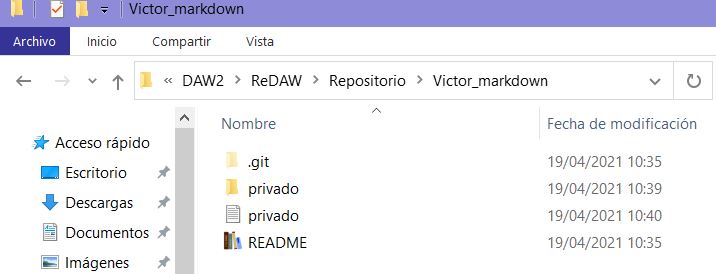 Victor_markdown
Archivo Inicio Compartir Vista
« DAW2 > ReDAW > Repositorio > Victor_markdown
Nombre Fecha de modificación
Acceso rápido
Escritorio
Descargas
Documentos
Imágenes
.git 19/04/2021 10:35
privado 19/04/2021 10:39
privado 19/04/2021 10:40
README 19/04/2021 10:35